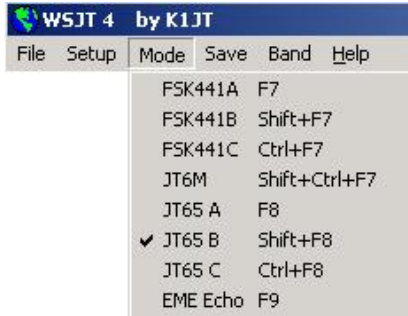 WSJT 4 by K1JT
File Setup Mode Save Band Help
FSK441A F7
FSK441B Shift+F7
FSK441C Ctrl+F7
JT6M Shift+Ctrl+F7
JT65 A F8
JT65 B Shift+F8
JT65 C Ctrl+F8
EME Echo F9